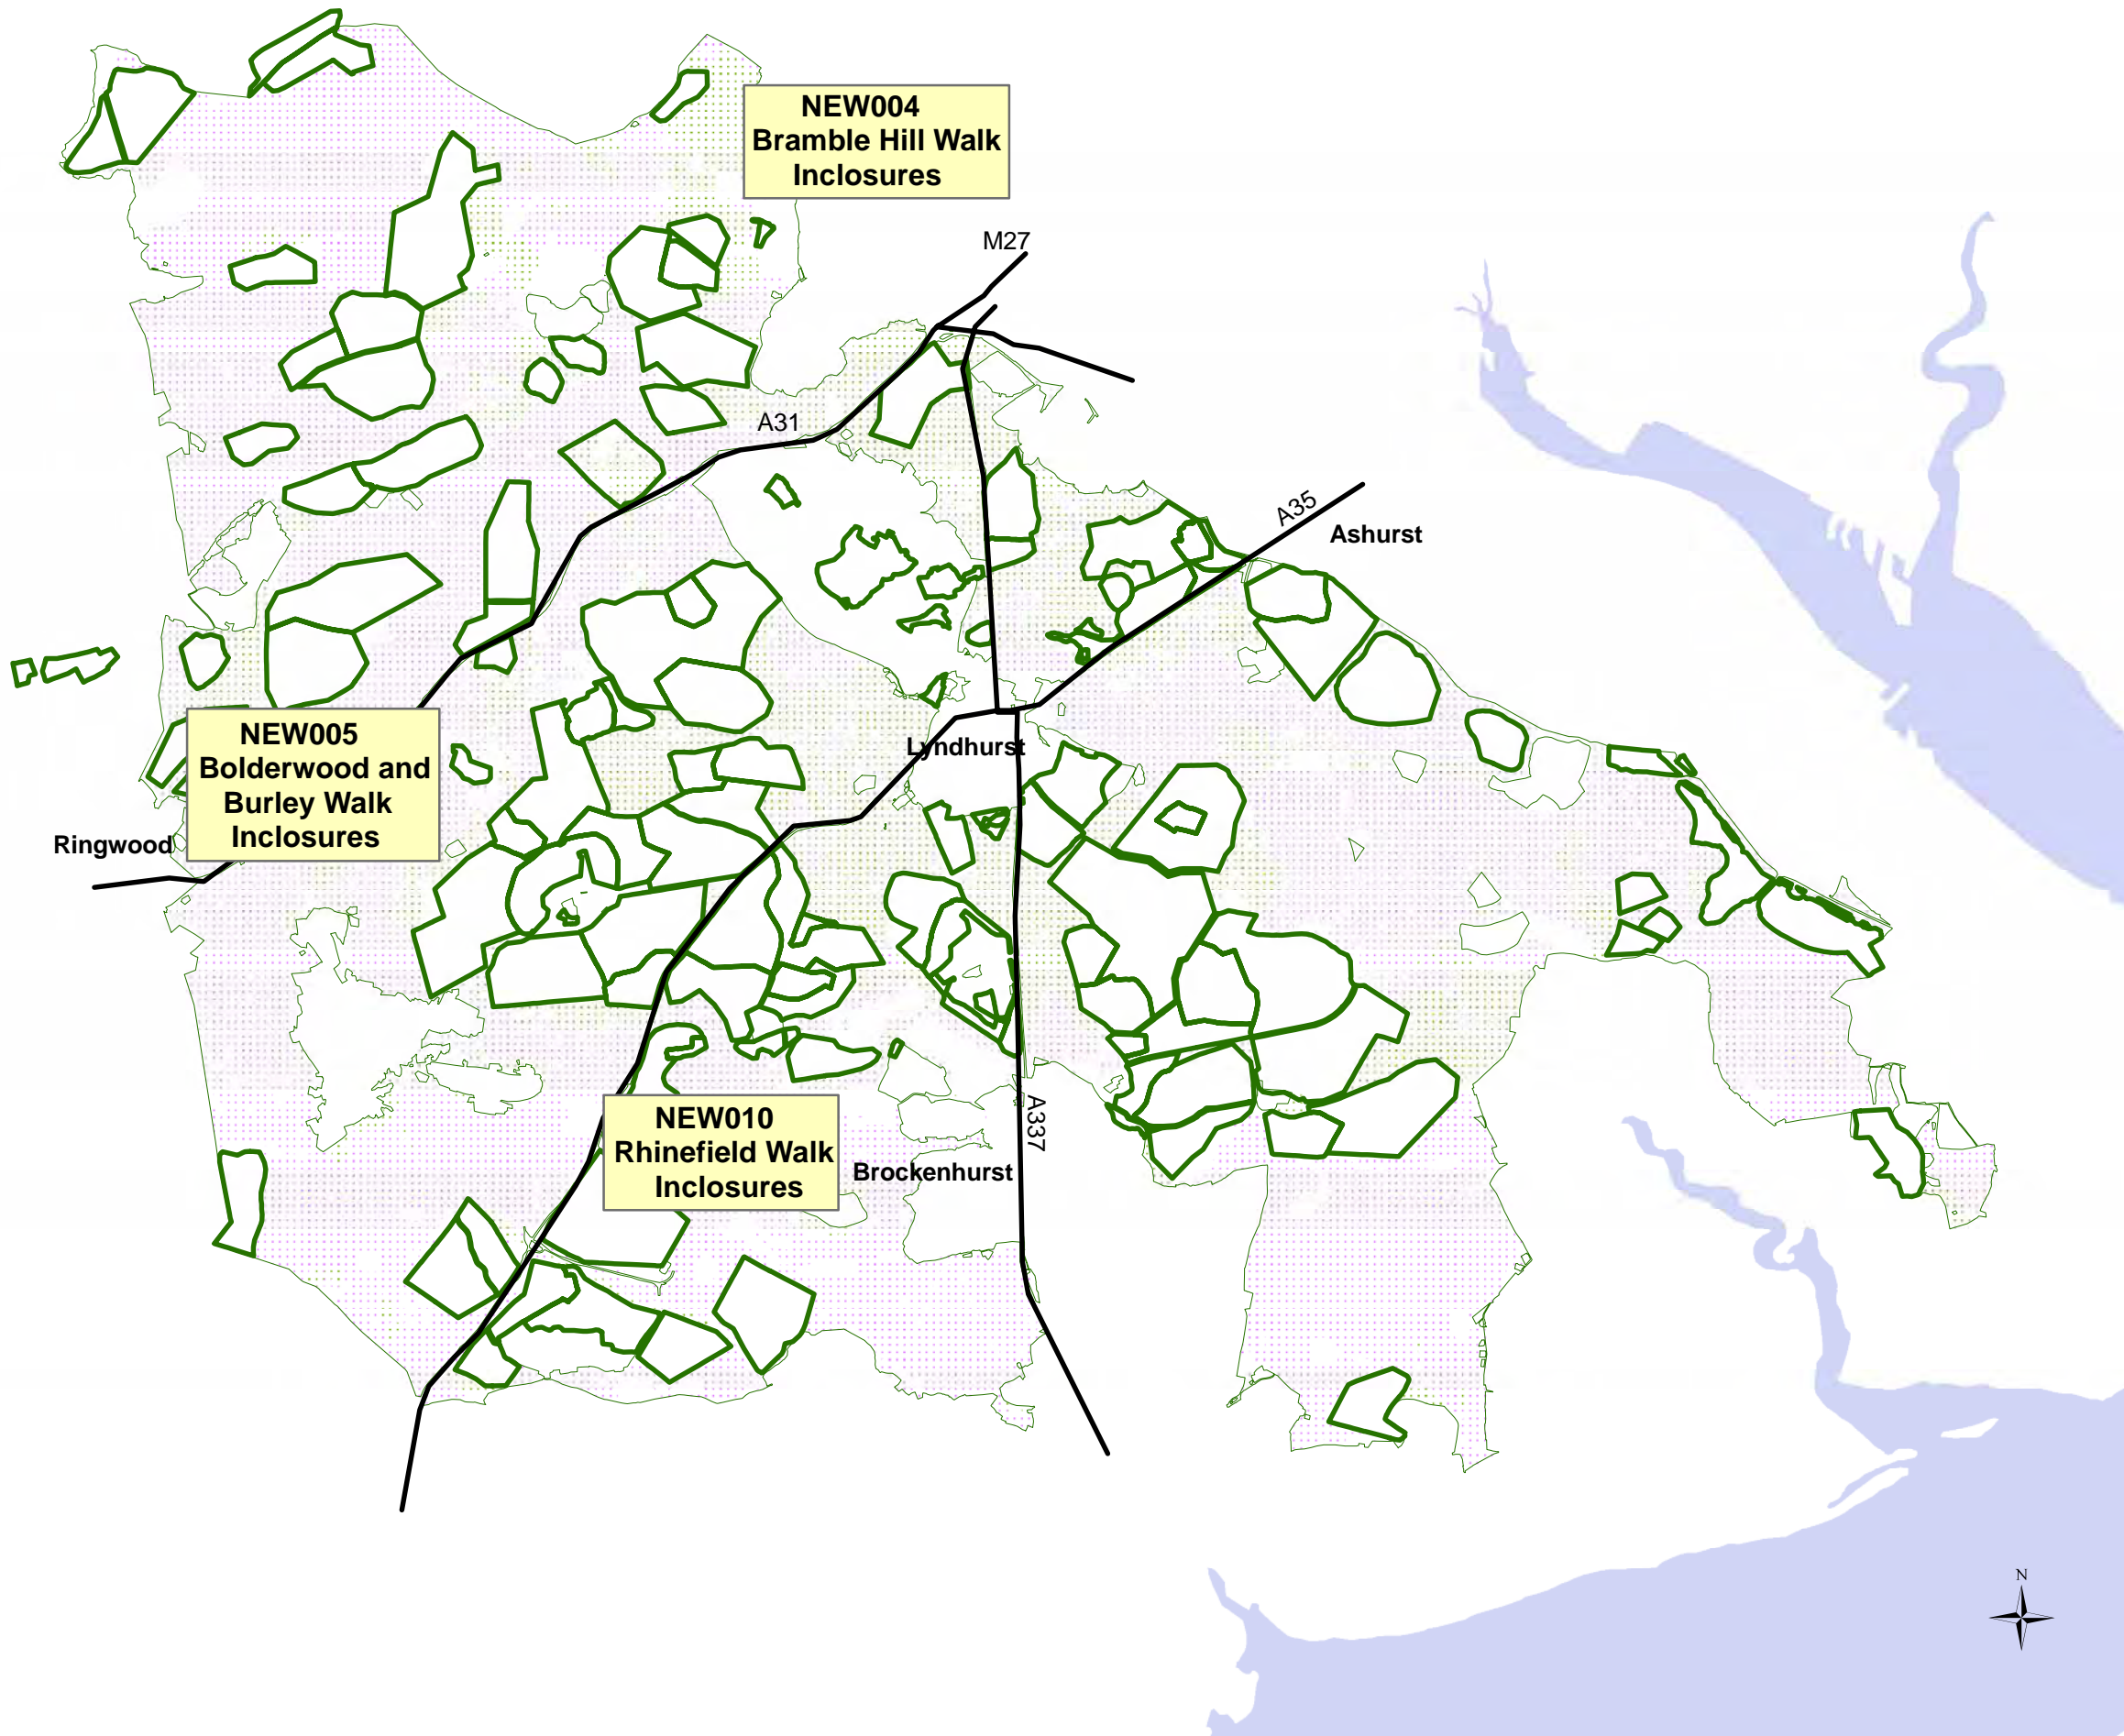 NEW004
Bramble Hill Walk
Inclosures
M27
A31
A35
Ashurst
NEW005
Bolderwood and
Burley Walk
Inclosures
Lyndhurst
Ringwood
NEW010
Rhinefield Walk
Inclosures
A337
Brockenhurst
N